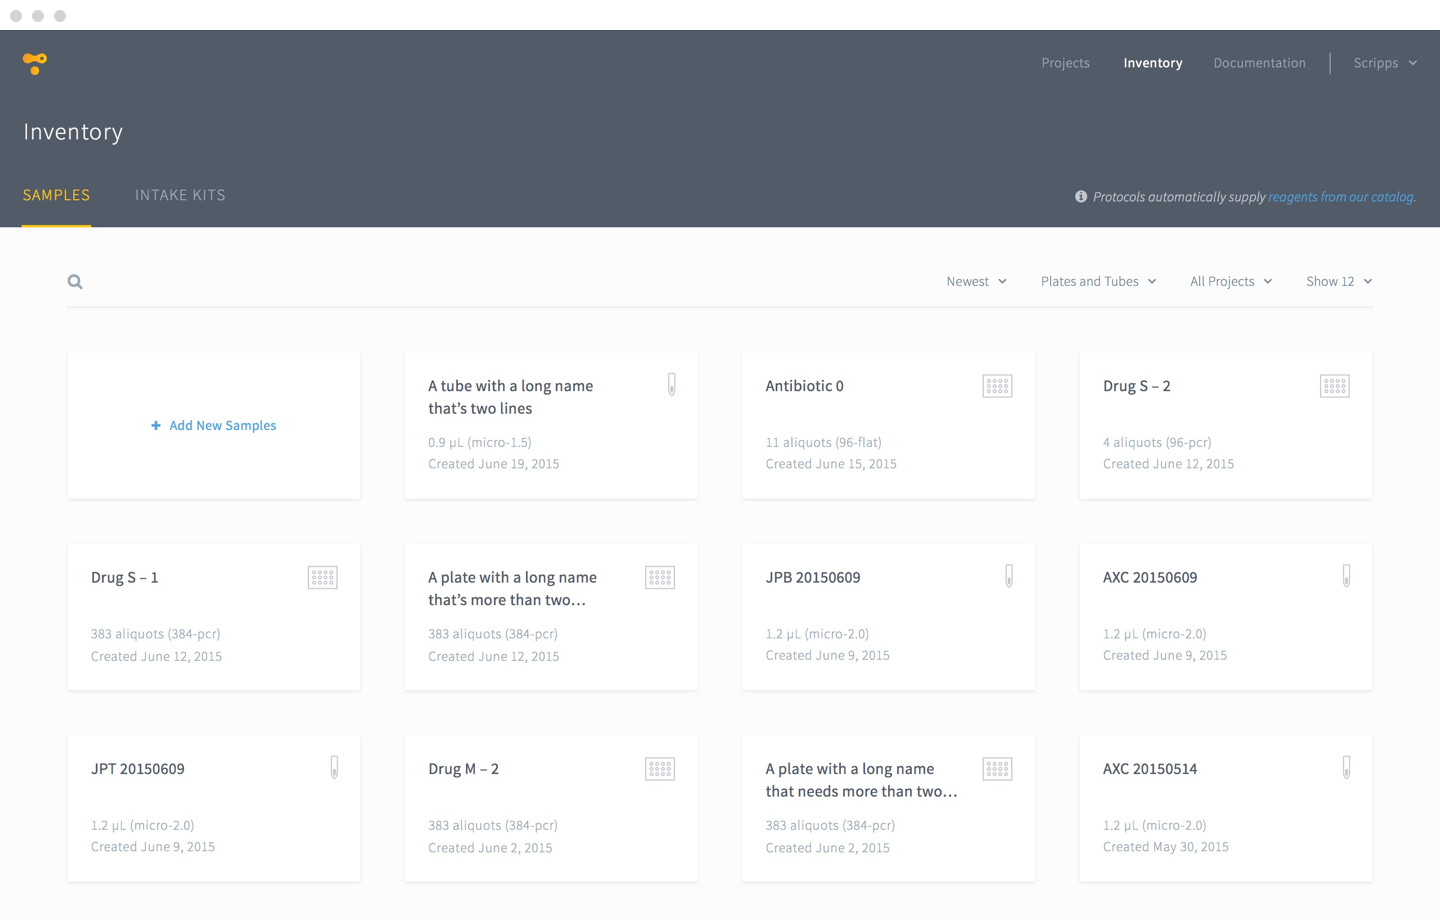 Projects
Inventory
Documentation
Scripps
Inventory
SAMPLES
INTAKE KITS
Protocols automatically supply reagents from our catalog.
Newest
Plates and Tubes
All Projects
Show 12
+ Add New Samples
A tube with a long name
that’s two lines
0.9 µL (micro-1.5)
Created June 19, 2015
Antibiotic 0
11 aliquots (96-flat)
Created June 15, 2015
Drug S – 2
4 aliquots (96-pcr)
Created June 12, 2015
Drug S – 1
383 aliquots (384-pcr)
Created June 12, 2015
A plate with a long name
that’s more than two...
383 aliquots (384-pcr)
Created June 12, 2015
JPB 20150609
1.2 µL (micro-2.0)
Created June 9, 2015
AXC 20150609
1.2 µL (micro-2.0)
Created June 9, 2015
JPT 20150609
1.2 µL (micro-2.0)
Created June 9, 2015
Drug M – 2
383 aliquots (384-pcr)
Created June 2, 2015
A plate with a long name
that needs more than two...
383 aliquots (384-pcr)
Created June 2, 2015
AXC 20150514
1.2 µL (micro-2.0)
Created May 30, 2015